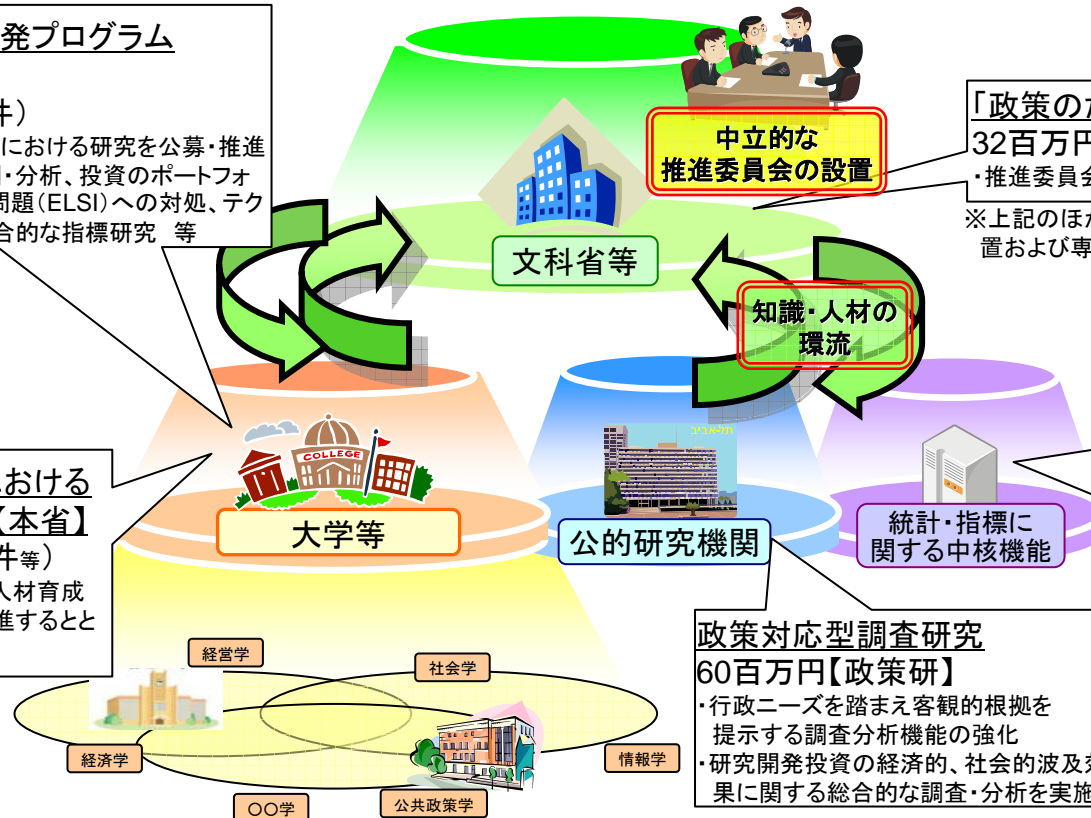 発プログラム
件）
における研究を公募・推進
・分析、投資のポートフォ
問題（ELSI）への対処、テク
合的な指標研究　等
中立的な
推進委員会の設置
「政策のた
32百万円
・推進委員会
※上記のほか
置および専
文科省等
知識・人材の
環流
COLLEGE
תל-אביב
大学等
公的研究機関
統計・指標に
関する中核機能
おける
【本省】
件等）
人材育成
進するとと
政策対応型調査研究
60百万円【政策研】
・行政ニーズを踏まえ客観的根拠を
提示する調査分析機能の強化
・研究開発投資の経済的、社会的波及効
果に関する総合的な調査・分析を実施
経営学
社会学
経済学
情報学
〇〇学
公共政策学